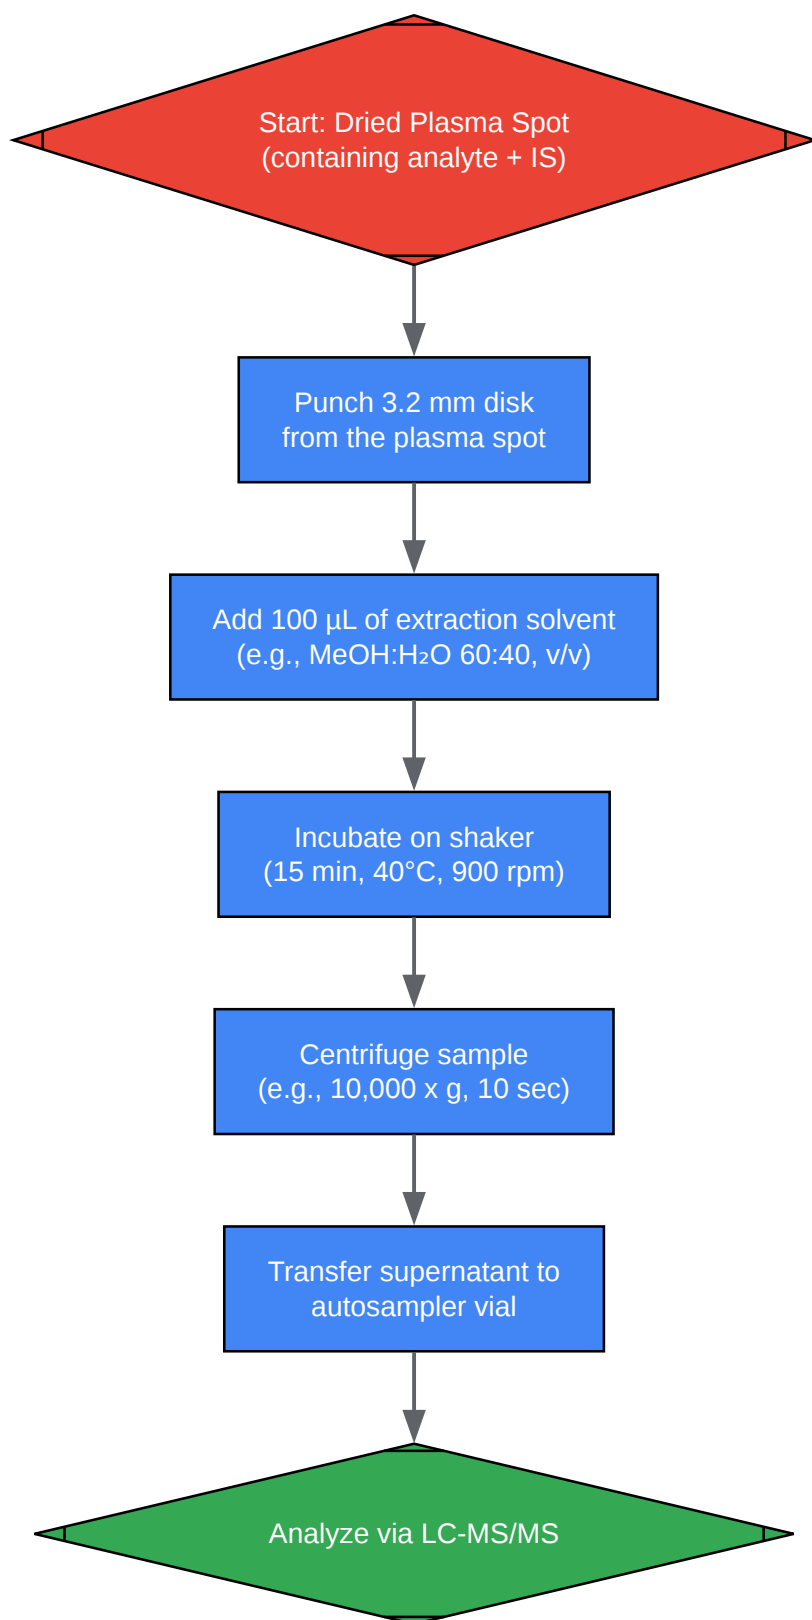 Start: Dried Plasma Spot
(containing analyte + IS)
Punch 3.2 mm disk
from the plasma spot
Add 100 µL of extraction solvent
(e.g., MeOH:H₂O 60:40, v/v)
Incubate on shaker
(15 min, 40°C, 900 rpm)
Centrifuge sample
(e.g., 10,000 x g, 10 sec)
Transfer supernatant to
autosampler vial
Analyze via LC-MS/MS